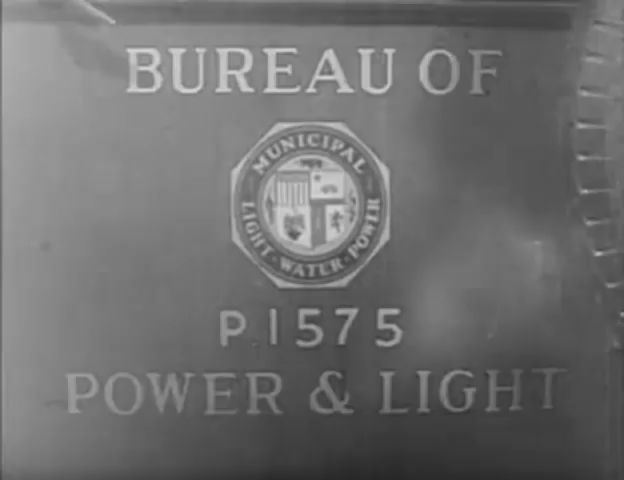 BUREAU OF
MUNICIPAL
LIGHT · WATER · POWER
P.1575
POWER & LIGHT